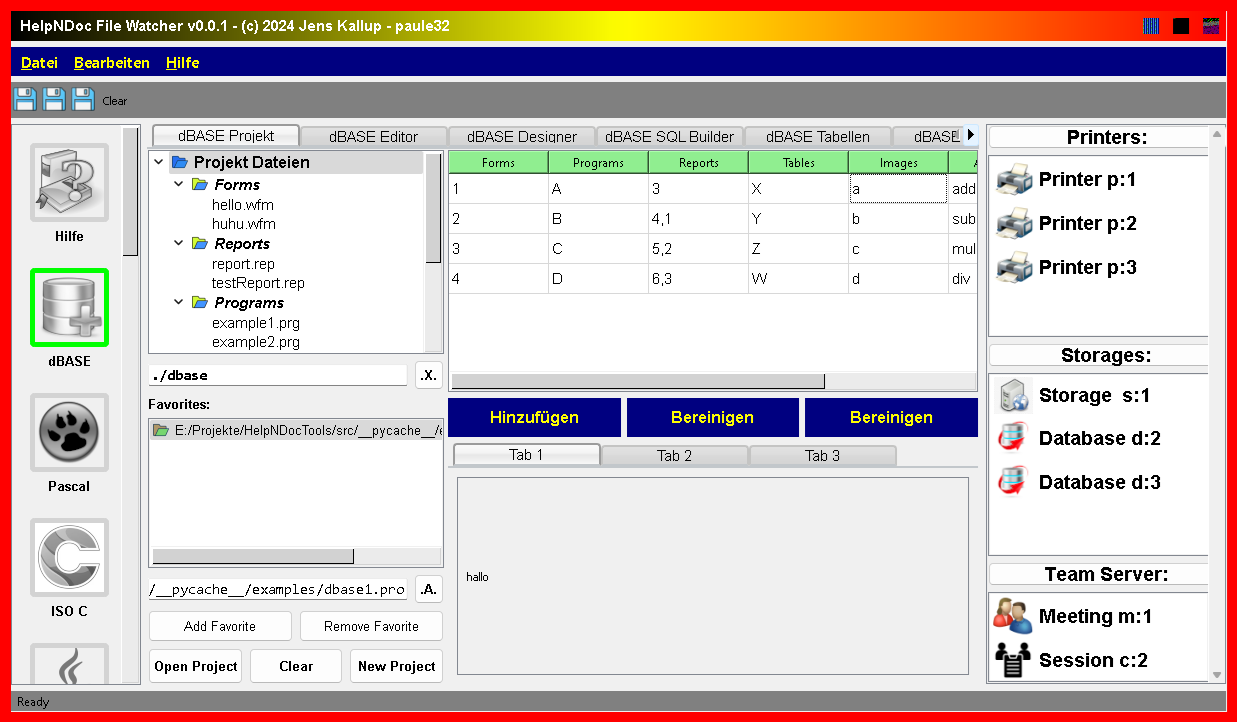 HelpNDoc File Watcher v0.0.1 - (c) 2024 Jens Kallup - paule32
Datei Bearbeiten Hilfe
Clear
Hilfe
dBASE
Pascal
ISO C
dBASE Projekt dBASE Editor dBASE Designer dBASE SQL Builder dBASE Tabellen dBASE
Projekt Dateien
Forms
hello.wfm
huhu.wfm
Reports
report.rep
testReport.rep
Programs
example1.prg
example2.prg
./dbase .X.
Favorites:
E:/Projekte/HelpNDocTools/src/__pycache__/e
/__pycache__/examples/dbase1.pro .A.
Add Favorite Remove Favorite
Open Project Clear New Project
Forms Programs Reports Tables Images A
1 A 3 X a add
2 B 4,1 Y b sub
3 C 5,2 Z c mul
4 D 6,3 W d div
Hinzufügen Bereinigen Bereinigen
Tab 1 Tab 2 Tab 3
hallo
Printers:
Printer p:1
Printer p:2
Printer p:3
Storages:
Storage s:1
Database d:2
Database d:3
Team Server:
Meeting m:1
Session c:2
Ready